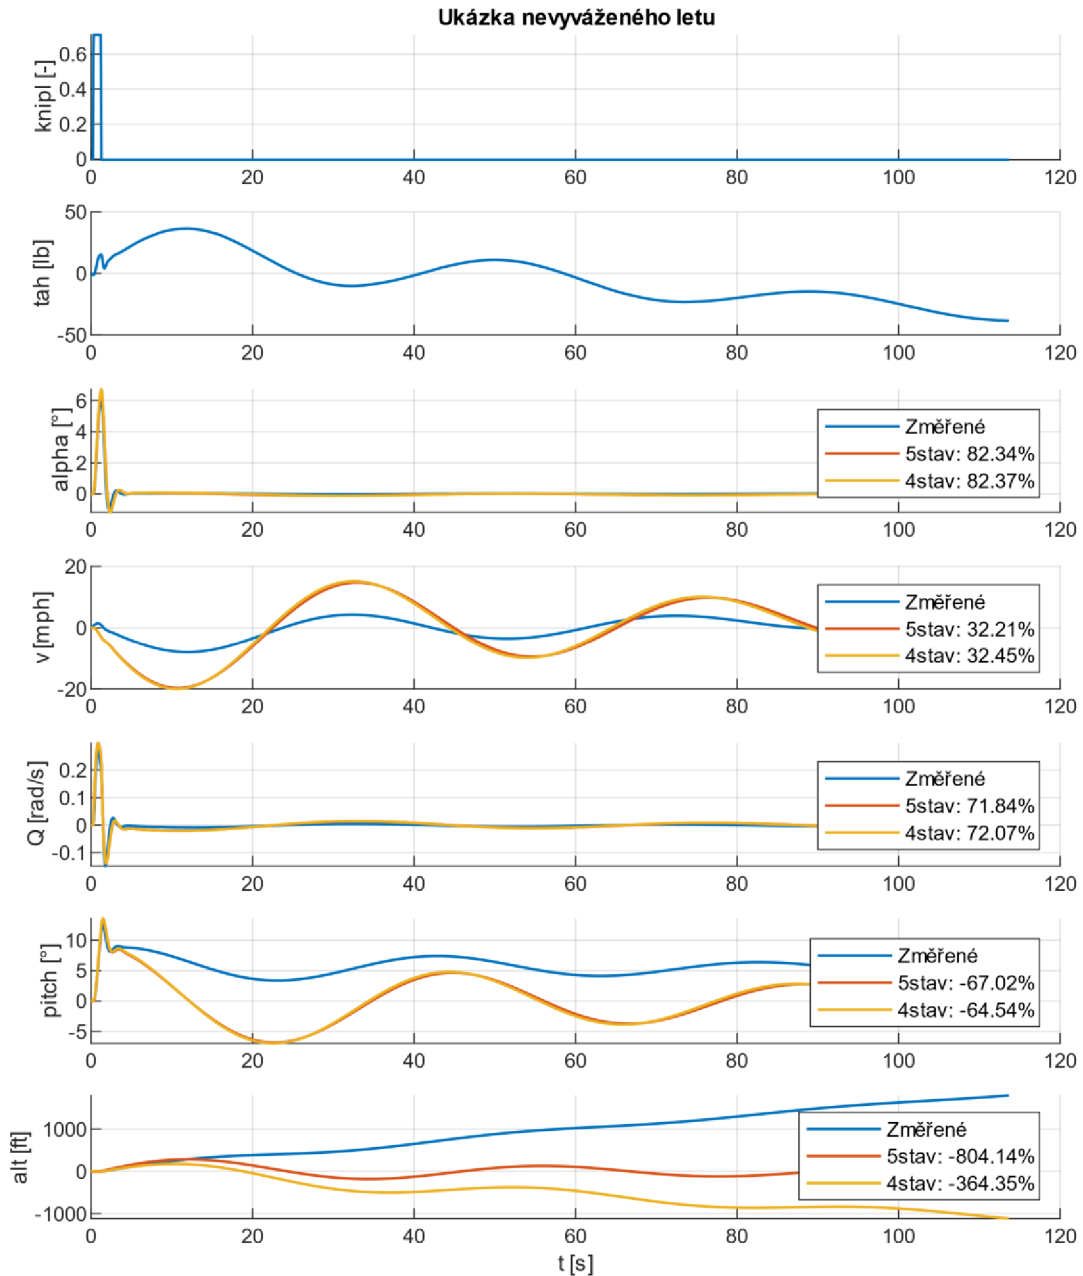 Ukázka nevyváženého letu
knipl [-]
0.6
0.4
0.2
0
0 20 40 60 80 100 120
tah [lb]
50
0
-50
0 20 40 60 80 100 120
alpha [°]
6
4
2
0
Změřené
5stav: 82.34%
4stav: 82.37%
0 20 40 60 80 100 120
v [mph]
20
0
-20
Změřené
5stav: 32.21%
4stav: 32.45%
0 20 40 60 80 100 120
Q [rad/s]
0.2
0.1
0
-0.1
Změřené
5stav: 71.84%
4stav: 72.07%
0 20 40 60 80 100 120
pitch [°]
10
5
0
-5
Změřené
5stav: -67.02%
4stav: -64.54%
0 20 40 60 80 100 120
alt [ft]
1000
0
-1000
Změřené
5stav: -804.14%
4stav: -364.35%
0 20 40 60 80 100 120
t [s]